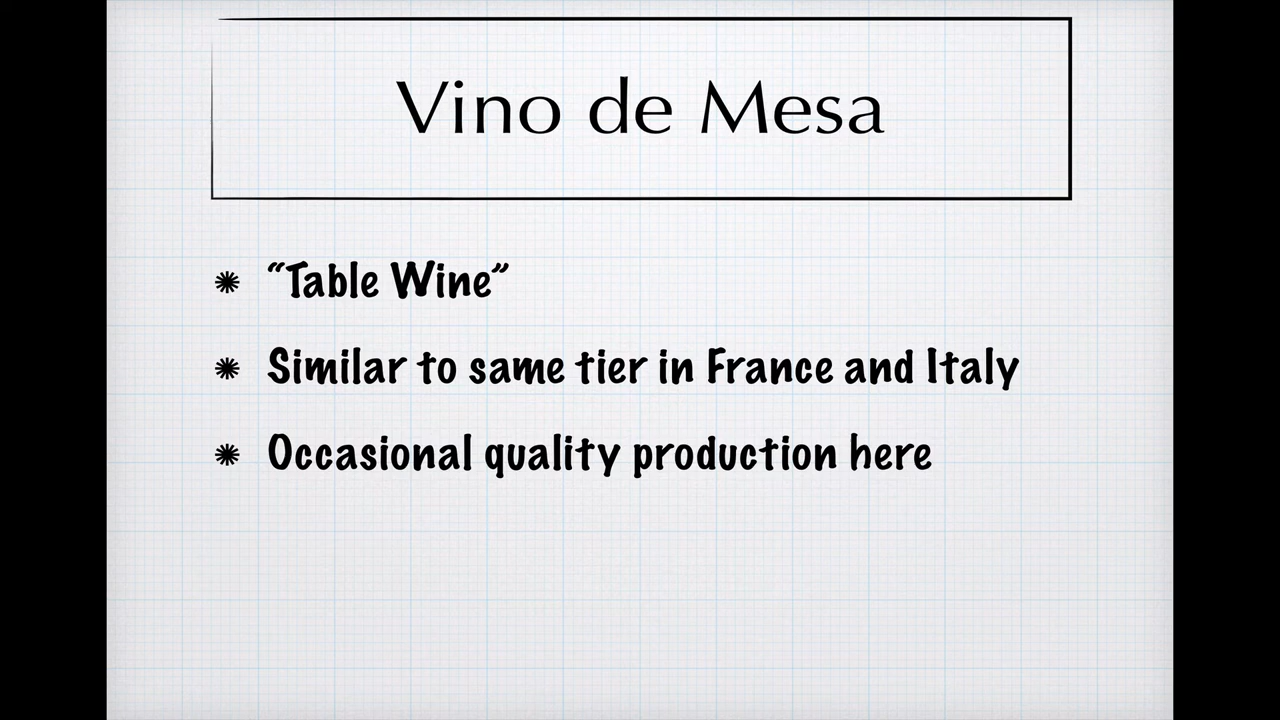 Vino de Mesa
“Table Wine”
Similar to same tier in France and Italy
Occasional quality production here